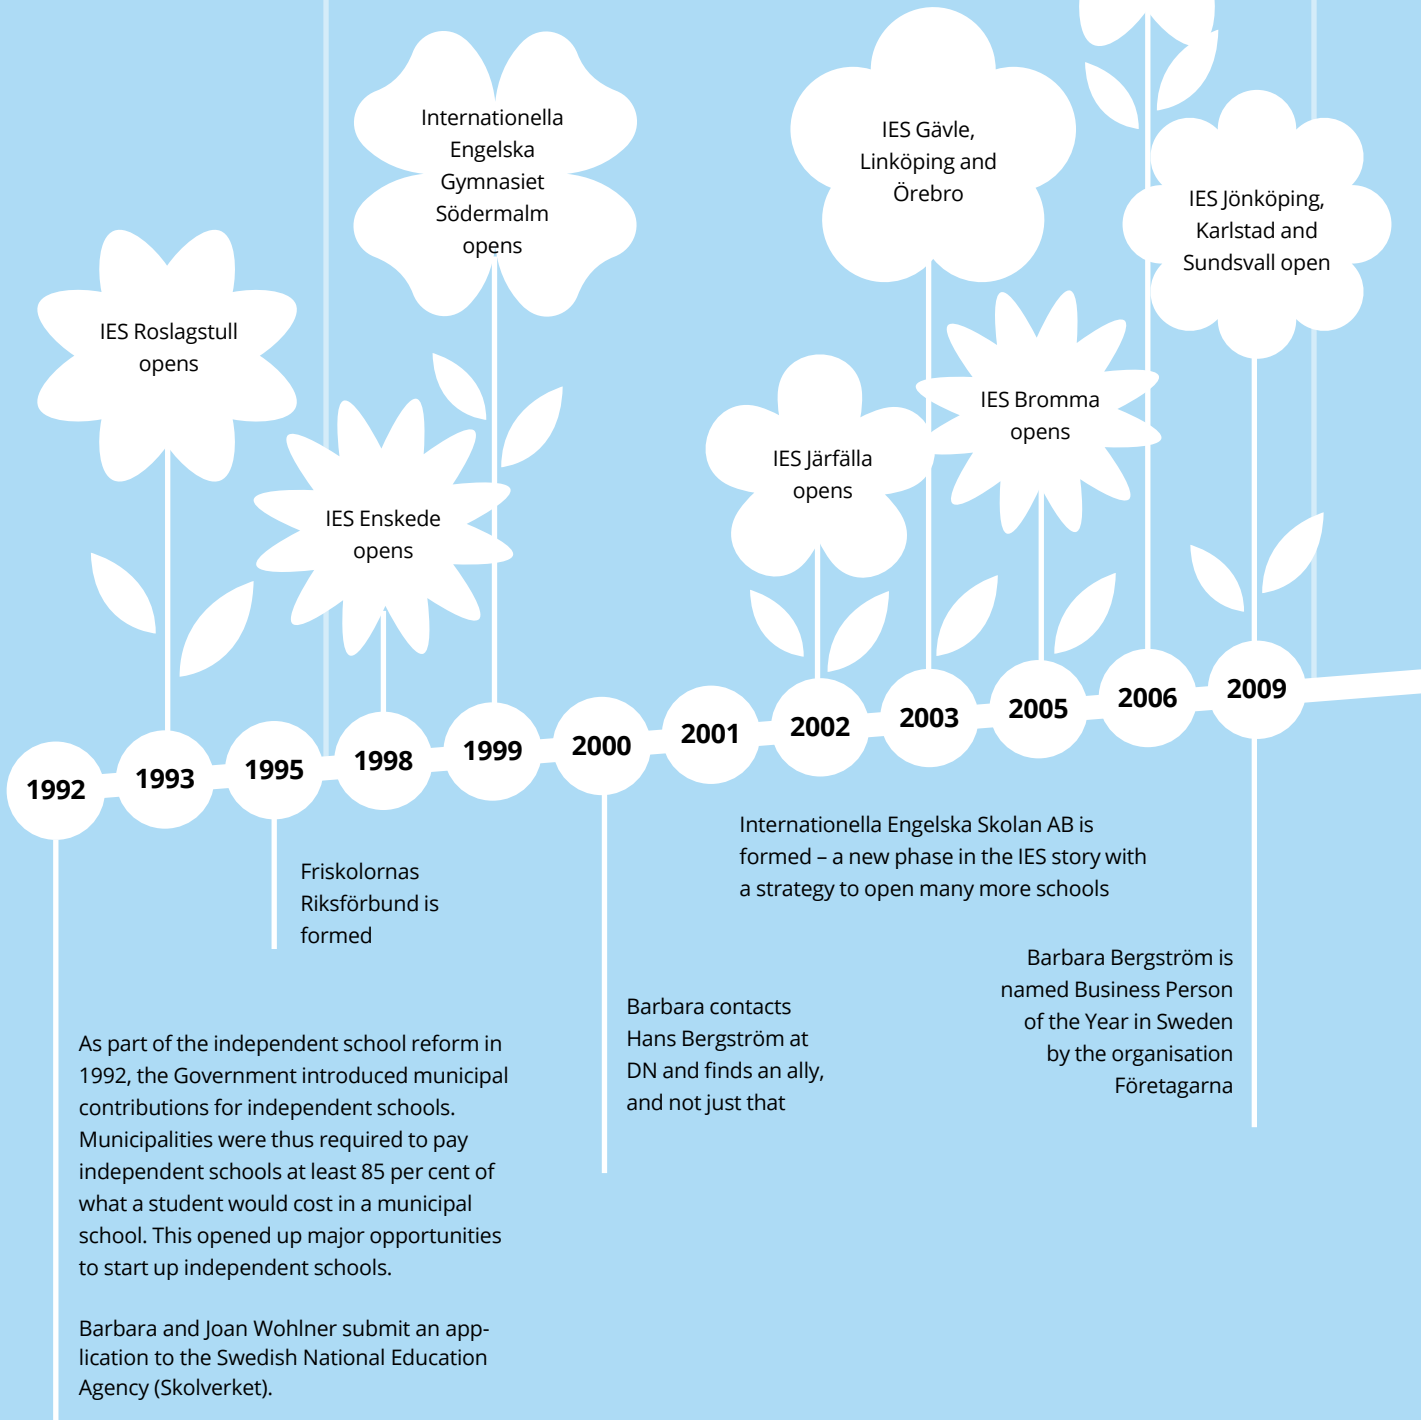 Internationella
Engelska
Gymnasiet
Södermalm
opens
IES Gävle,
Linköping and
Örebro
IES Jönköping,
Karlstad and
Sundsvall open
IES Roslagstull
opens
IES Enskede
opens
IES Järfälla
opens
IES Bromma
opens
1992
1993
1995
1998
1999
2000
2001
2002
2003
2005
2006
2009
Friskolornas
Riksförbund is
formed
Internationella Engelska Skolan AB is
formed – a new phase in the IES story with
a strategy to open many more schools
Barbara Bergström is
named Business Person
of the Year in Sweden
by the organisation
Företagarna
Barbara contacts
Hans Bergström at
DN and finds an ally,
and not just that
As part of the independent school reform in
1992, the Government introduced municipal
contributions for independent schools.
Municipalities were thus required to pay
independent schools at least 85 per cent of
what a student would cost in a municipal
school. This opened up major opportunities
to start up independent schools.
Barbara and Joan Wohlner submit an app-
lication to the Swedish National Education
Agency (Skolverket).